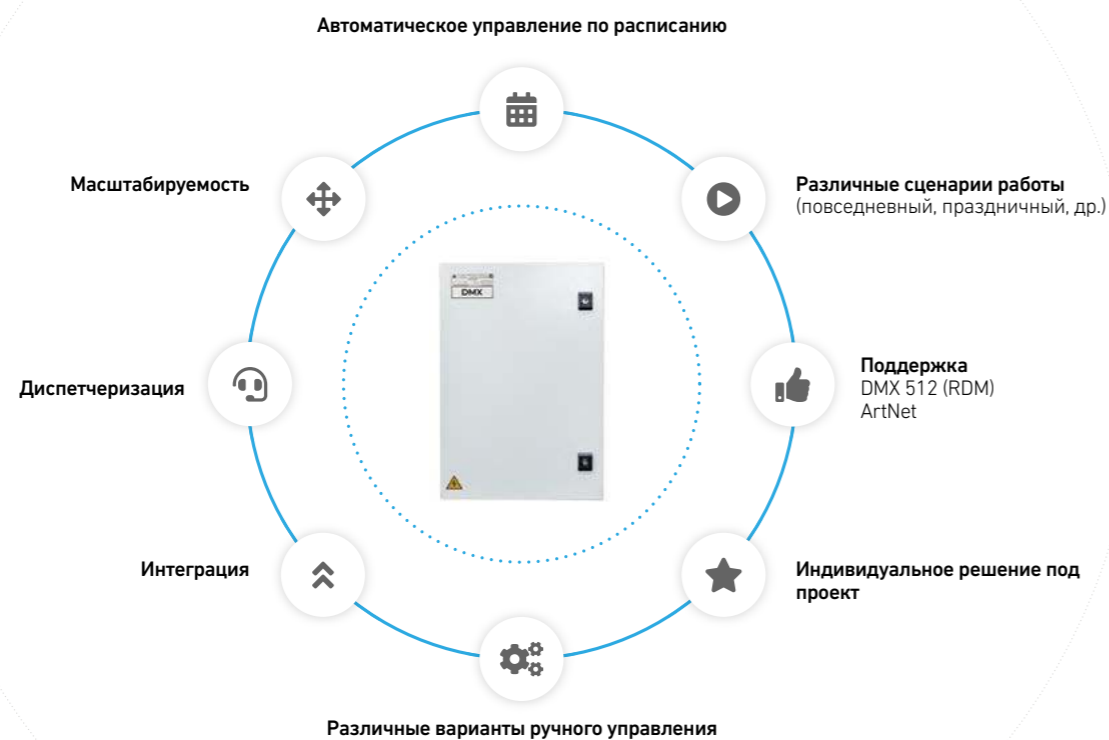 Автоматическое управление по расписанию
Масштабируемость
Различные сценарии работы
(повседневный, праздничный, др.)
DMX
Диспетчеризация
Поддержка
DMX 512 (RDM)
ArtNet
Интеграция
Индивидуальное решение под
проект
Различные варианты ручного управления